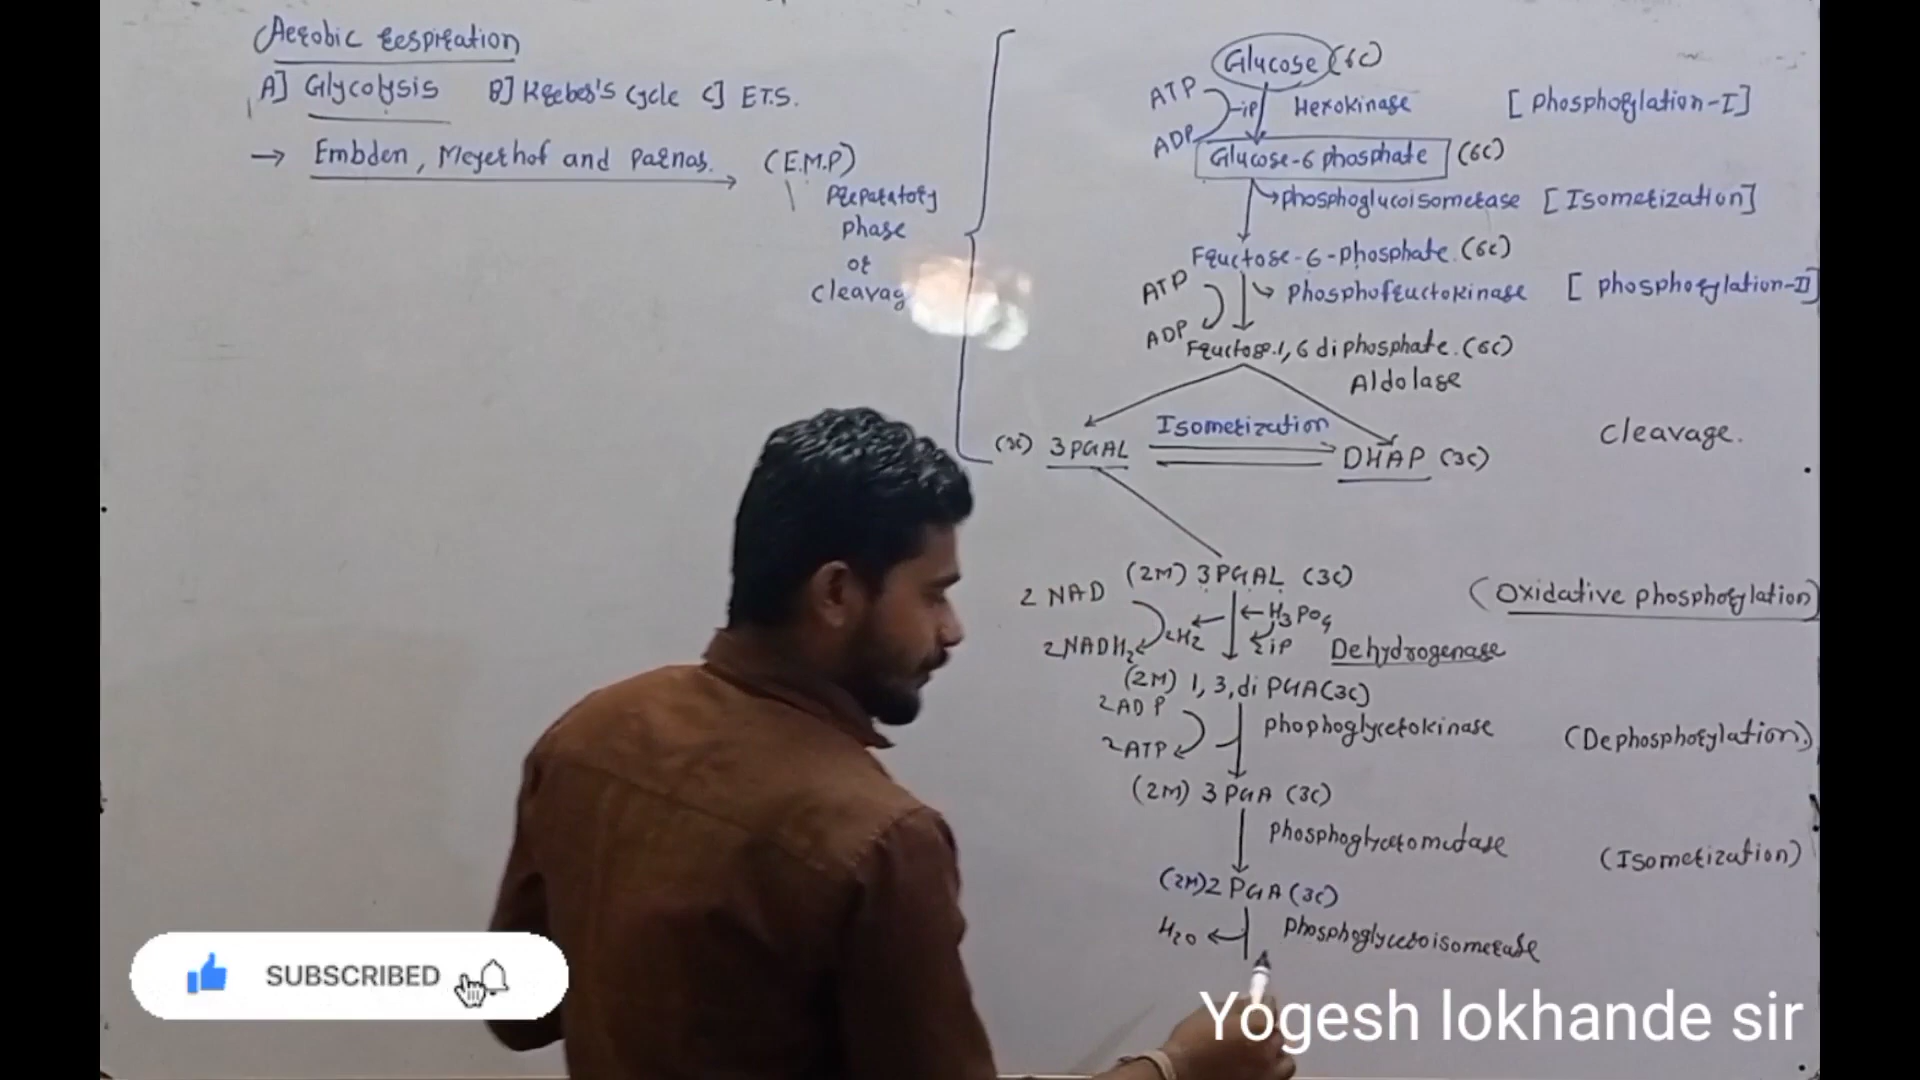 Aerobic Respiration
A] Glycolysis B] Krebes's Cycle C] E.T.S.
→ Embden, Meyerhof and Parnas. (E.M.P)
Preparatory
phase
or
cleavag
Glucose (6C)
ATP
ADP
-iP Hexokinase [phosphorylation-I]
Glucose-6 phosphate (6C)
→ phosphoglucoisomerase [Isomerization]
Fructose-6-phosphate (6C)
ATP
ADP
phosphofructokinase [phosphorylation-II]
Fructose.1, 6 diphosphate. (6C)
Aldolase
Isomerization cleavage.
(3C) 3PGAL DHAP (3C)
(2M) 3PGAL (3C)
2 NAD
2NADH₂
2H₂
←H₃PO₄
2iP Dehydrogenase (Oxidative phosphorylation)
(2M) 1, 3, di PGA(3C)
2ADP
2ATP
phophoglycerokinase (Dephosphorylation)
(2M) 3 PGA (3C)
phosphoglyceromutase (Isomerization)
(2M) 2 PGA (3C)
H₂O ← phosphoglyceroisomerase
SUBSCRIBED
Yogesh lokhande sir